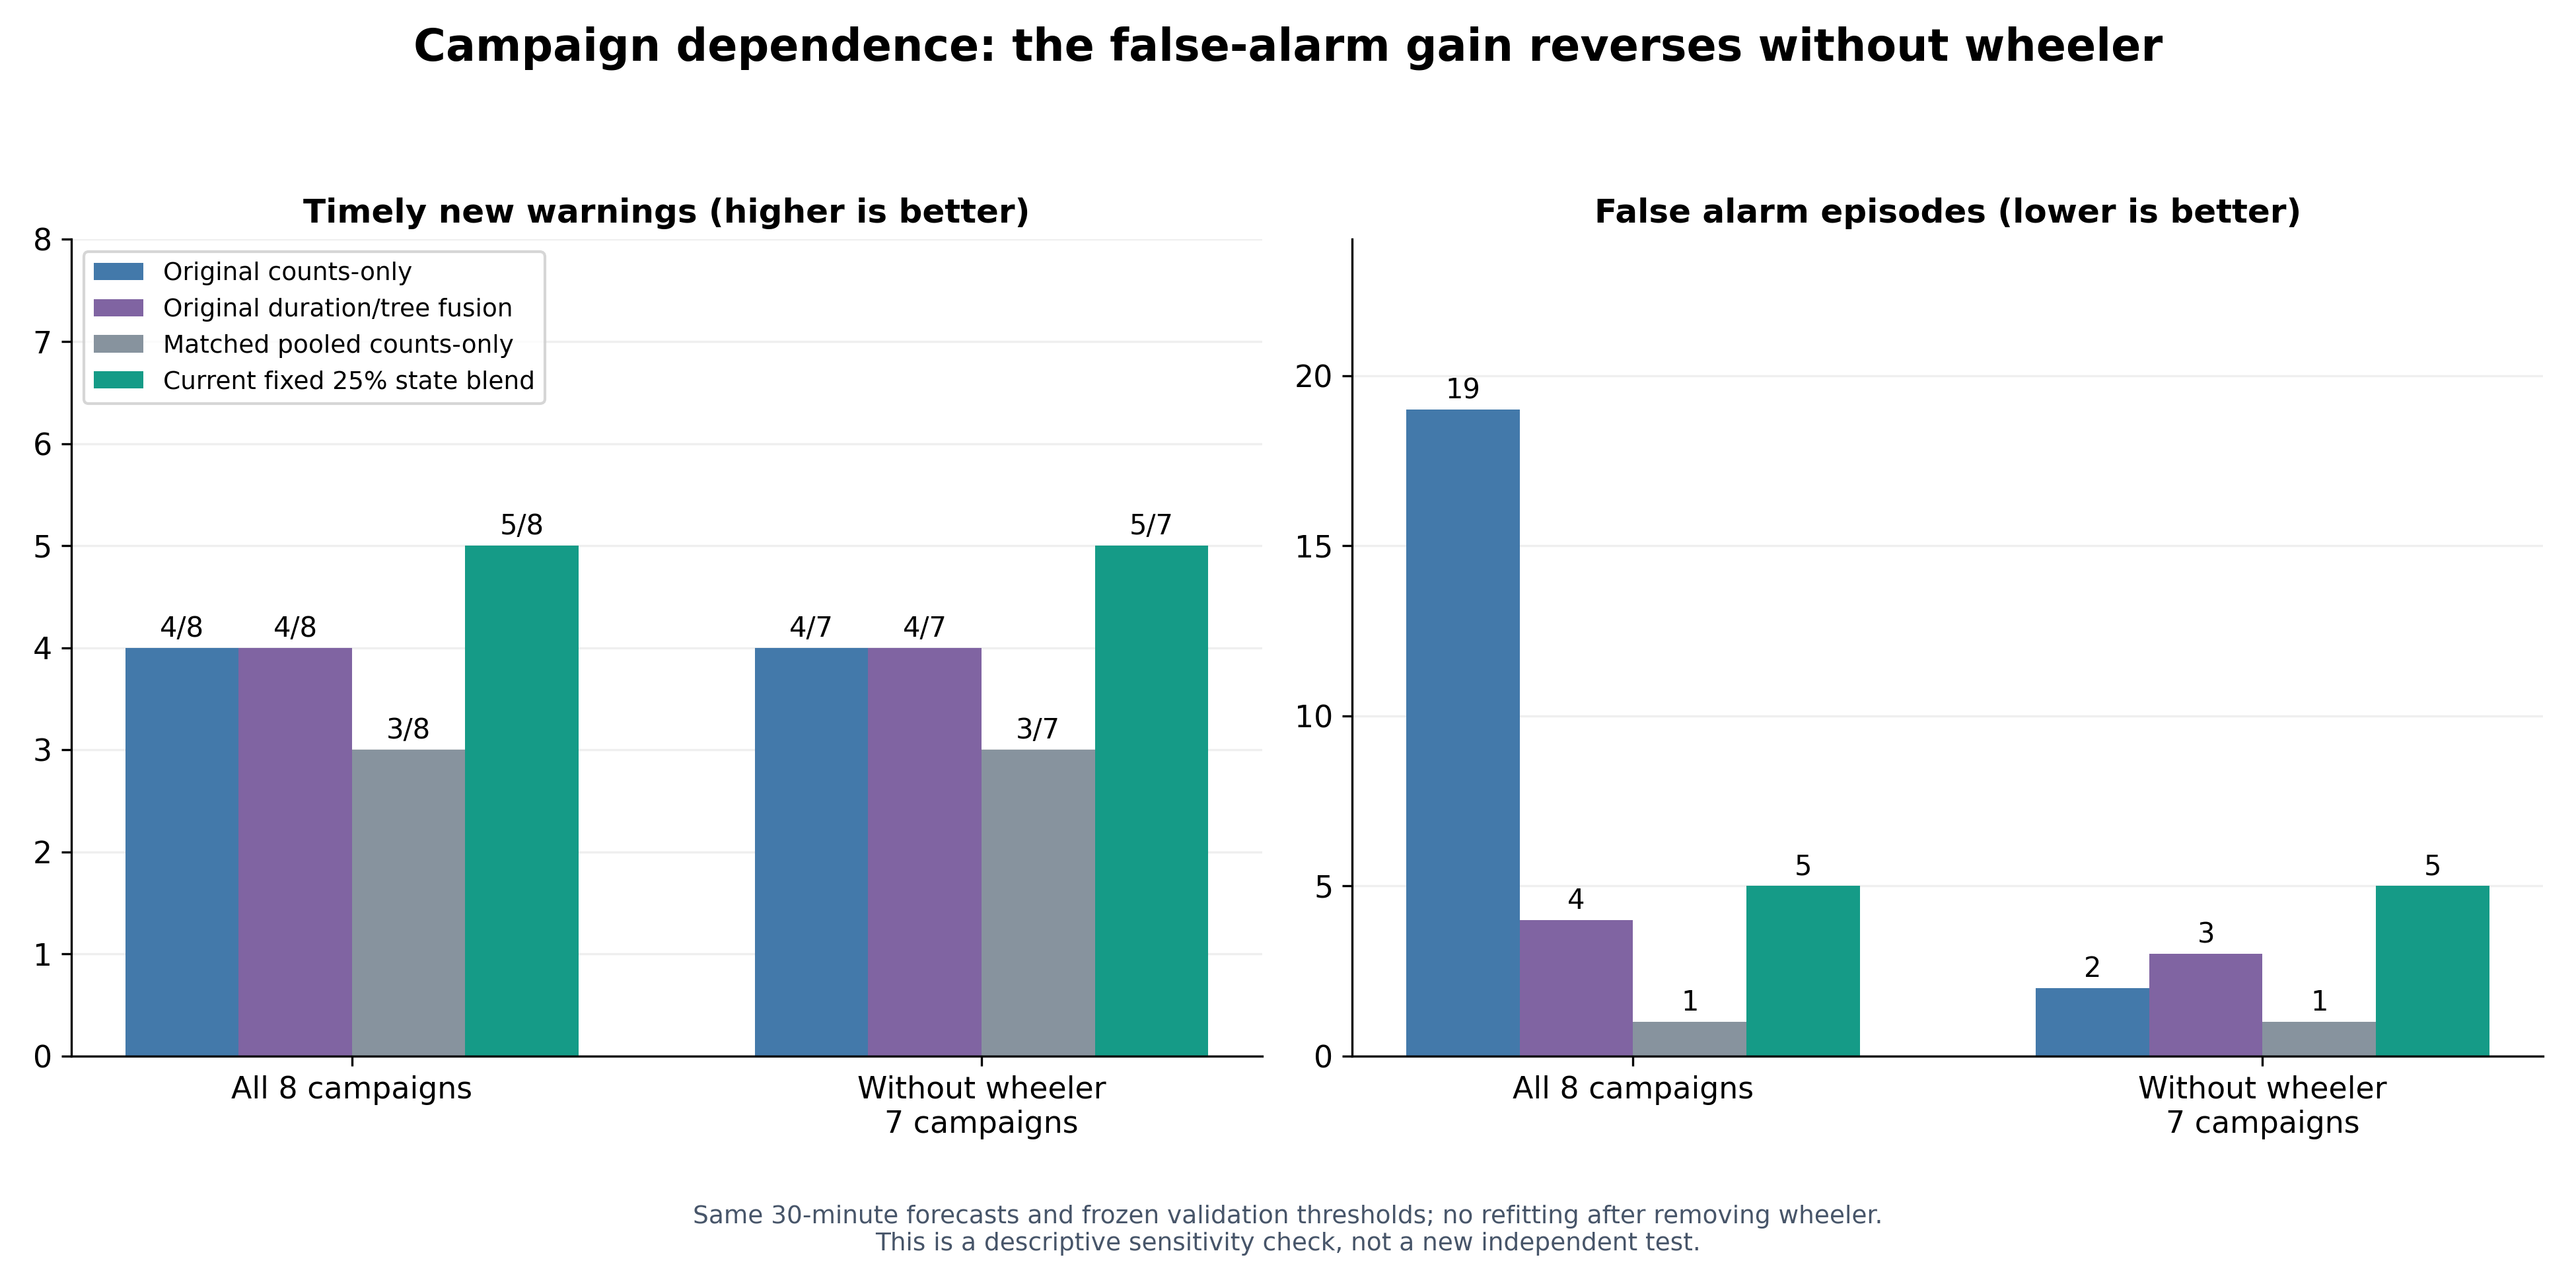 Campaign dependence: the false-alarm gain reverses without wheeler
Timely new warnings (higher is better)
8
7
6
5
4
3
2
1
0
Original counts-only
Original duration/tree fusion
Matched pooled counts-only
Current fixed 25% state blend
4/8
4/8
3/8
5/8
4/7
4/7
3/7
5/7
All 8 campaigns
Without wheeler
7 campaigns
False alarm episodes (lower is better)
20
15
10
5
0
19
4
1
5
2
3
1
5
All 8 campaigns
Without wheeler
7 campaigns
Same 30-minute forecasts and frozen validation thresholds; no refitting after removing wheeler.
This is a descriptive sensitivity check, not a new independent test.